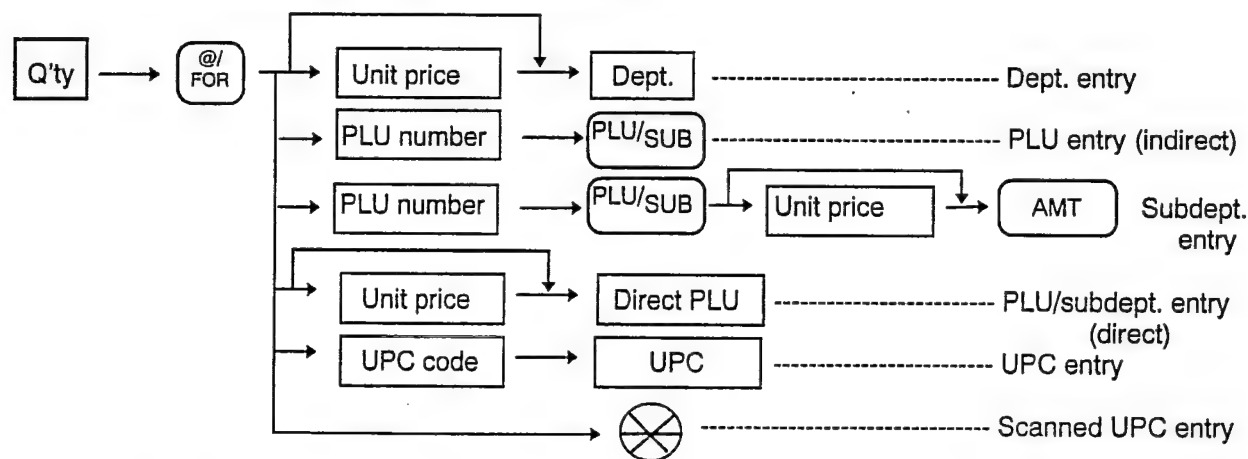 Q'ty
@/
FOR
Unit price
Dept.
Dept. entry
PLU number
PLU/SUB
PLU entry (indirect)
PLU number
PLU/SUB
Unit price
AMT
Subdept.
entry
Unit price
Direct PLU
PLU/subdept. entry
(direct)
UPC code
UPC
UPC entry
Scanned UPC entry